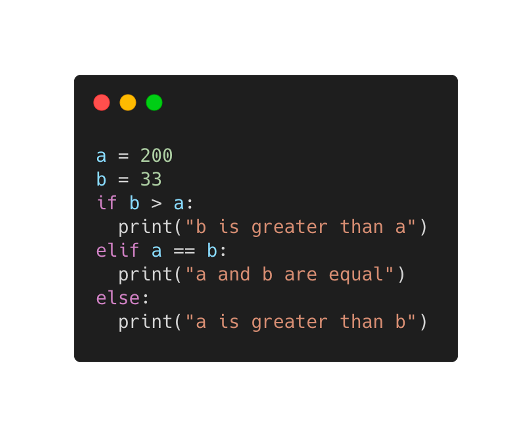 a = 200
b = 33
if b > a:
  print("b is greater than a")
elif a == b:
  print("a and b are equal")
else:
  print("a is greater than b")